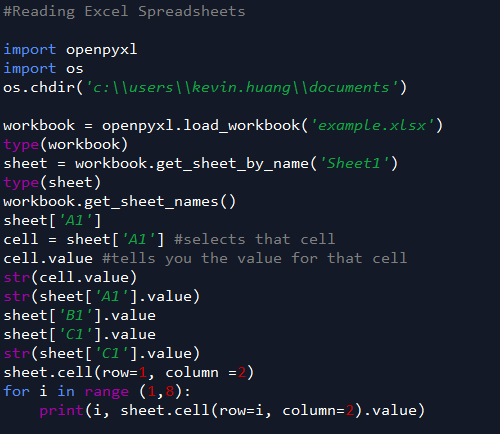 #Reading Excel Spreadsheets
import openpyxl
import os
os.chdir('c:\\users\\kevin.huang\\documents')
workbook = openpyxl.load_workbook('example.xlsx')
type(workbook)
sheet = workbook.get_sheet_by_name('Sheet1')
type(sheet)
workbook.get_sheet_names()
sheet['A1']
cell = sheet['A1'] #selects that cell
cell.value #tells you the value for that cell
str(cell.value)
str(sheet['A1'].value)
sheet['B1'].value
sheet['C1'].value
str(sheet['C1'].value)
sheet.cell(row=1, column =2)
for i in range (1,8):
    print(i, sheet.cell(row=i, column=2).value)